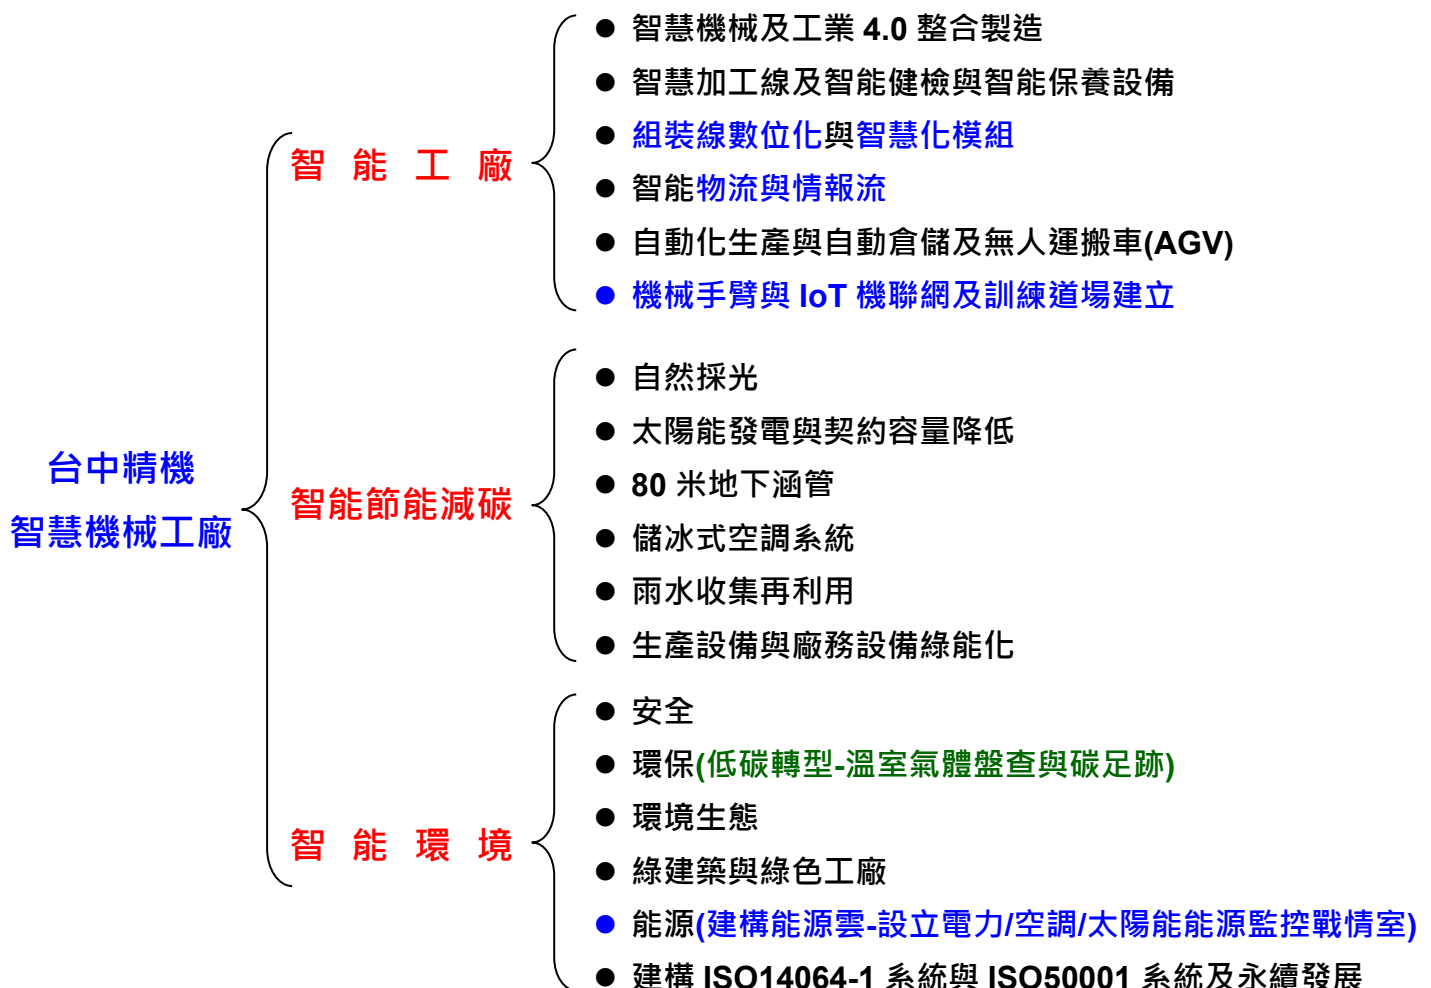 台中精機
智慧機械工廠
智能工廠
● 智慧機械及工業 4.0 整合製造
● 智慧加工線及智能健檢與智能保養設備
● 組裝線數位化與智慧化模組
● 智能物流與情報流
● 自動化生產與自動倉儲及無人運搬車(AGV)
● 機械手臂與 IoT 機聯網及訓練道場建立
智能節能減碳
● 自然採光
● 太陽能發電與契約容量降低
● 80 米地下涵管
● 儲冰式空調系統
● 雨水收集再利用
● 生產設備與廠務設備綠能化
智能環境
● 安全
● 環保(低碳轉型-溫室氣體盤查與碳足跡)
● 環境生態
● 綠建築與綠色工廠
● 能源(建構能源雲-設立電力/空調/太陽能能源監控戰情室)
● 建構 ISO14064-1 系統與 ISO50001 系統及永續發展